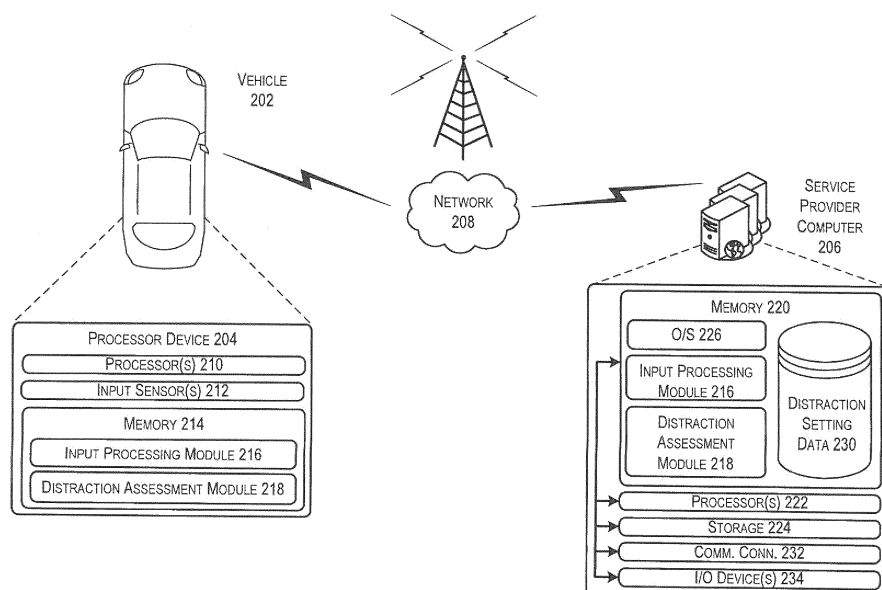 VEHICLE
202
NETWORK
208
SERVICE
PROVIDER
COMPUTER
206
PROCESSOR DEVICE 204
PROCESSOR(S) 210
INPUT SENSOR(S) 212
MEMORY 214
INPUT PROCESSING MODULE 216
DISTRACTION ASSESSMENT MODULE 218
MEMORY 220
O/S 226
INPUT PROCESSING
MODULE 216
DISTRACTION
ASSESSMENT
MODULE 218
DISTRACTION
SETTING
DATA 230
PROCESSOR(S) 222
STORAGE 224
COMM. CONN. 232
I/O DEVICE(S) 234